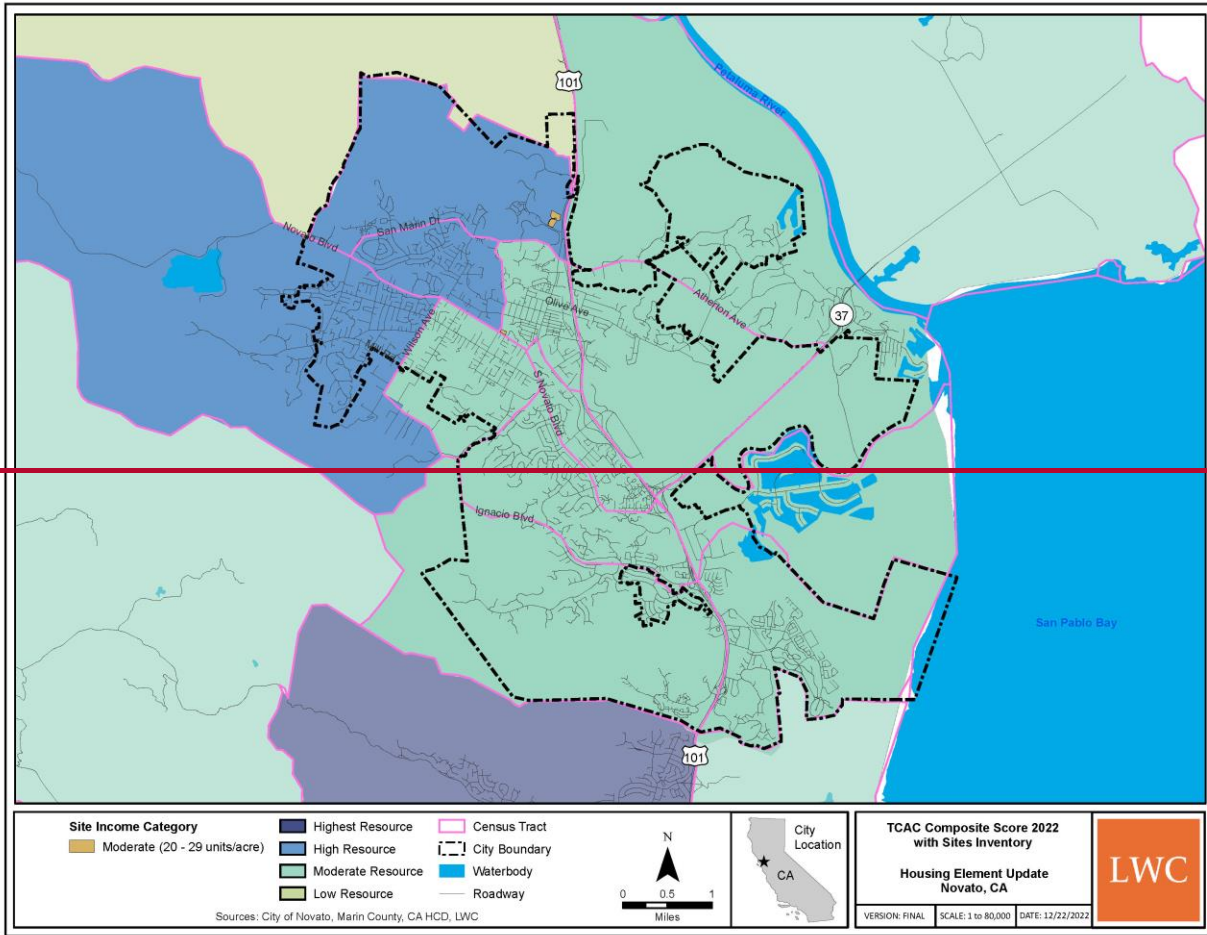 101
Petaluma River
San Marin Dr
Novato Blvd
Olive Ave
Atherton Ave
37
Wilson Ave
S Novato Blvd
Ignacio Blvd
San Pablo Bay
101
Site Income Category
Moderate (20 - 29 units/acre)
Highest Resource
High Resource
Moderate Resource
Low Resource
Census Tract
City Boundary
Waterbody
Roadway
Sources: City of Novato, Marin County, CA HCD, LWC
N
0 0.5 1
Miles
City
Location
CA
TCAC Composite Score 2022
with Sites Inventory
Housing Element Update
Novato, CA
VERSION: FINAL
SCALE: 1 to 80,000
DATE: 12/22/2022
LWC